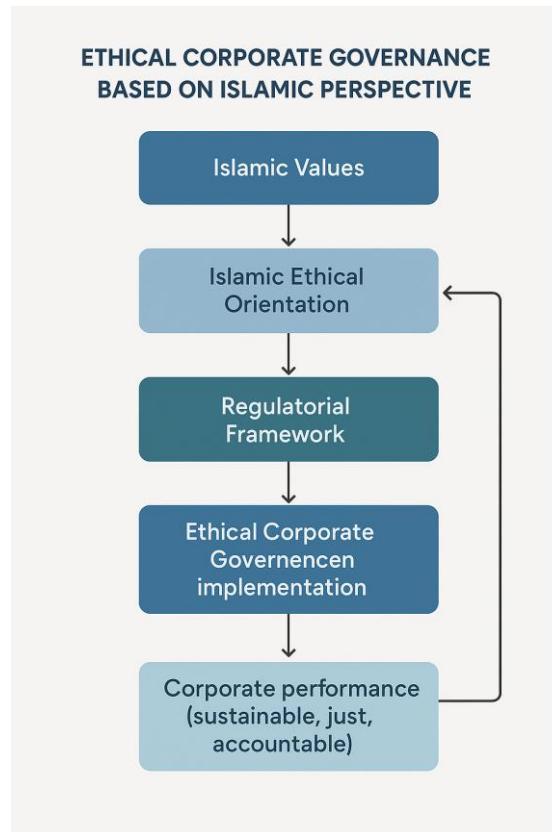 ETHICAL CORPORATE GOVERNANCE
BASED ON ISLAMIC PERSPECTIVE
Islamic Values
Islamic Ethical
Orientation
Regulatorial
Framework
Ethical Corporate
Governencen
implementation
Corporate performance
(sustainable, just,
accountable)